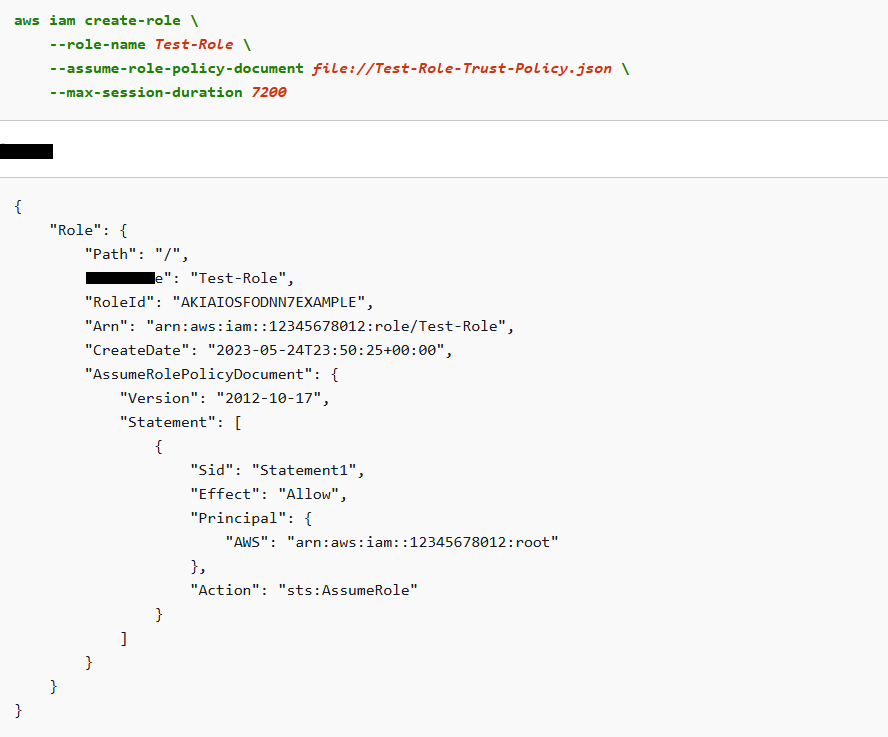 aws iam create-role \
    --role-name Test-Role \
    --assume-role-policy-document file://Test-Role-Trust-Policy.json \
    --max-session-duration 7200
{
    "Role": {
        "Path": "/",
        e": "Test-Role",
        "RoleId": "AKIAIOSFODNN7EXAMPLE",
        "Arn": "arn:aws:iam::12345678012:role/Test-Role",
        "CreateDate": "2023-05-24T23:50:25+00:00",
        "AssumeRolePolicyDocument": {
            "Version": "2012-10-17",
            "Statement": [
                {
                    "Sid": "Statement1",
                    "Effect": "Allow",
                    "Principal": {
                        "AWS": "arn:aws:iam::12345678012:root"
                    },
                    "Action": "sts:AssumeRole"
                }
            ]
        }
    }
}